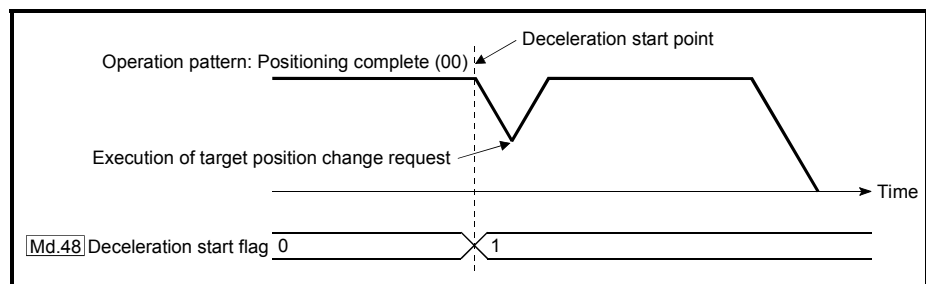 Deceleration start point
Operation pattern: Positioning complete (00)
Execution of target position change request
Time
Md.48 Deceleration start flag 0 1